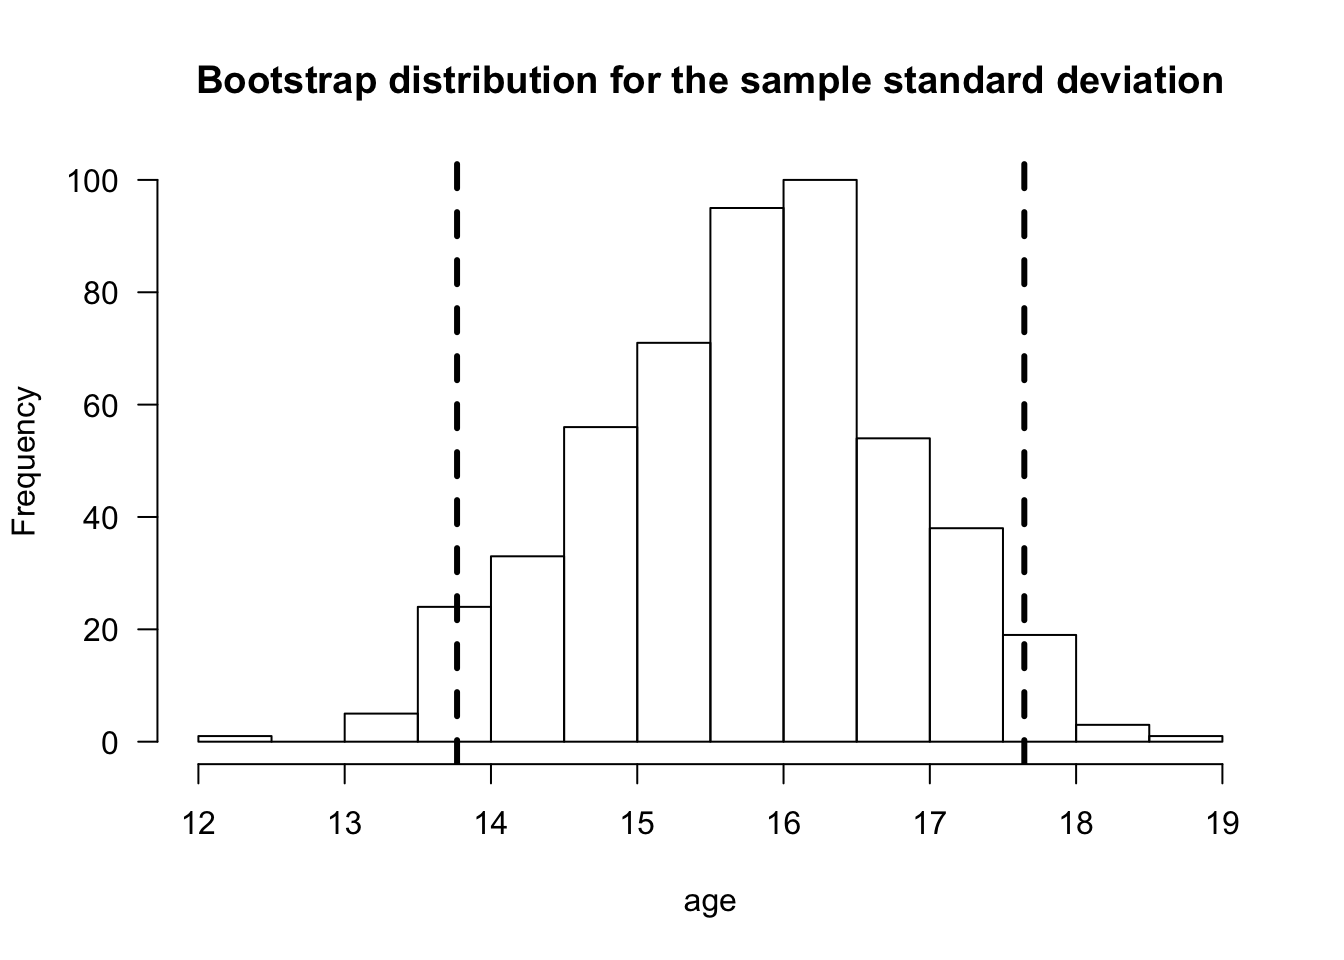 Bootstrap distribution for the sample standard deviation
100
80
60
40
20
0
Frequency
12 13 14 15 16 17 18 19
age